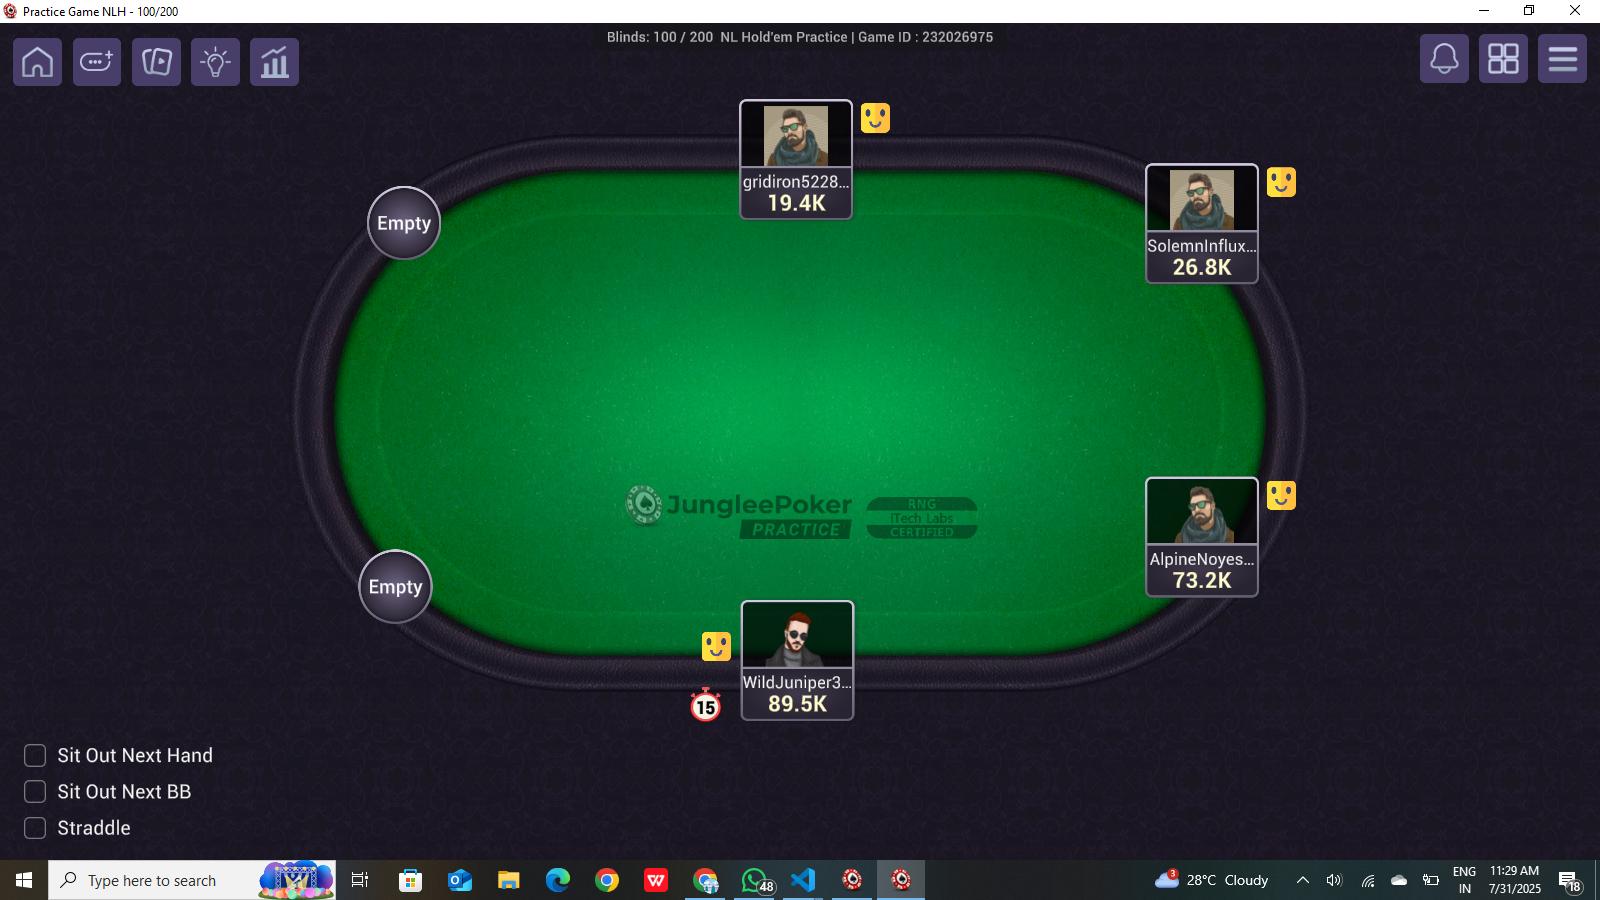 Practice Game NLH - 100/200
Blinds: 100 / 200 NL Hold'em Practice | Game ID : 232026975
gridiron5228...
19.4K
SolemnInflux...
26.8K
Empty
JungleePoker
PRACTICE
RNG
iTech Labs
CERTIFIED
AlpineNoyes...
73.2K
Empty
WildJuniper3...
89.5K
15
Sit Out Next Hand
Sit Out Next BB
Straddle
Type here to search
W
48
3
28°C Cloudy
ENG
IN
11:29 AM
7/31/2025
18